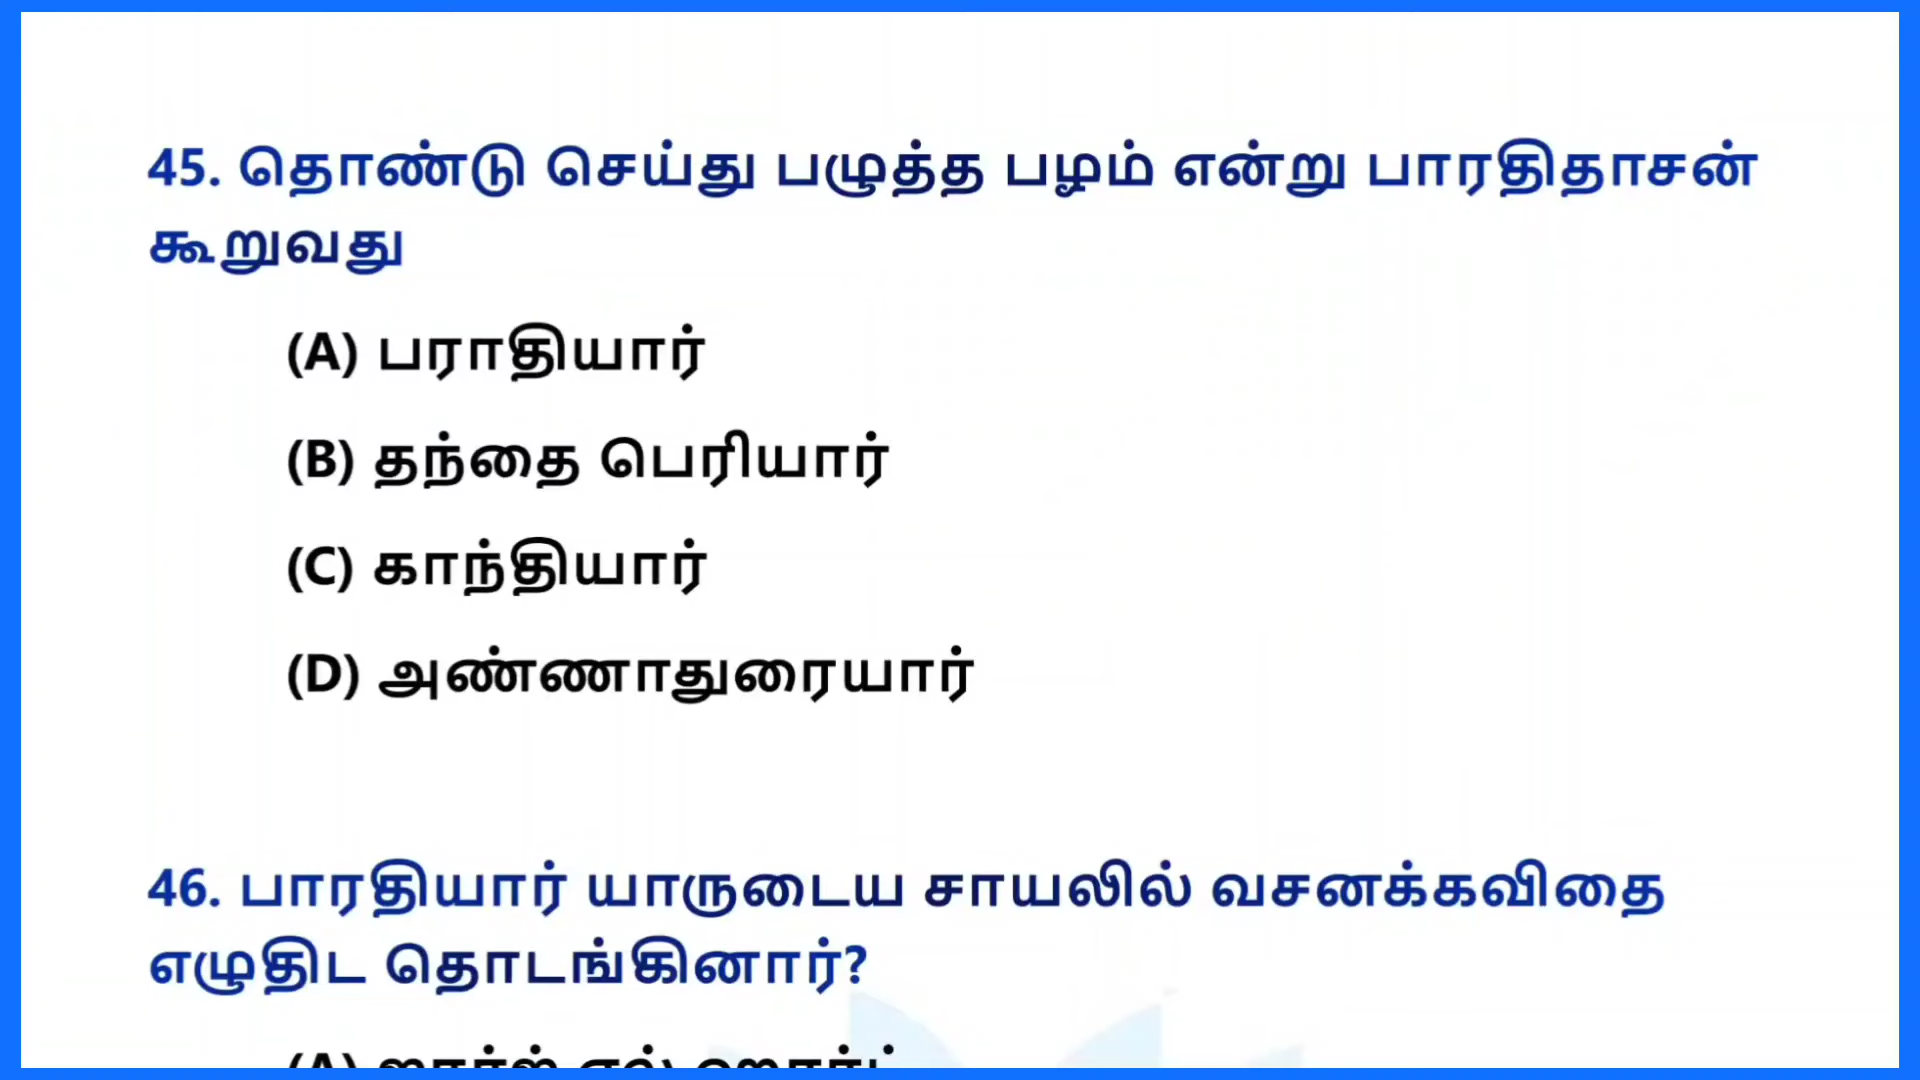 45. தொண்டு செய்து பழுத்த பழம் என்று பாரதிதாசன்
கூறுவது
(A) பராதியார்
(B) தந்தை பெரியார்
(C) காந்தியார்
(D) அண்ணாதுரையார்
46. பாரதியார் யாருடைய சாயலில் வசனக்கவிதை
எழுதிட தொடங்கினார்?
(A)